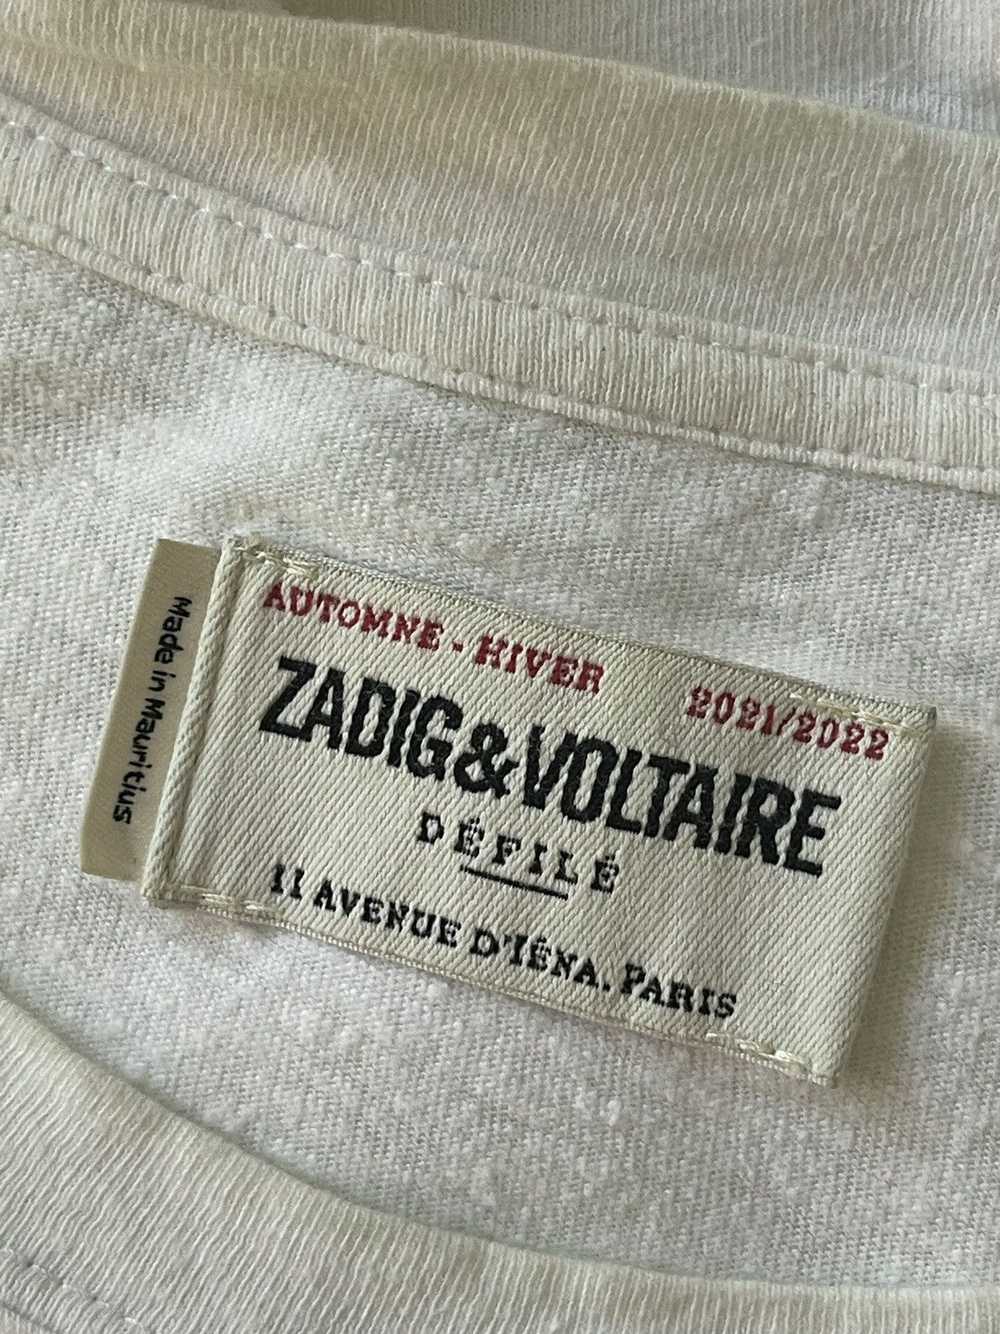 AUTOMNE - HIVER 2021/2022
ZADIG&VOLTAIRE
DÉFILÉ
11 AVENUE D'IÉNA. PARIS
Made in Mauritius